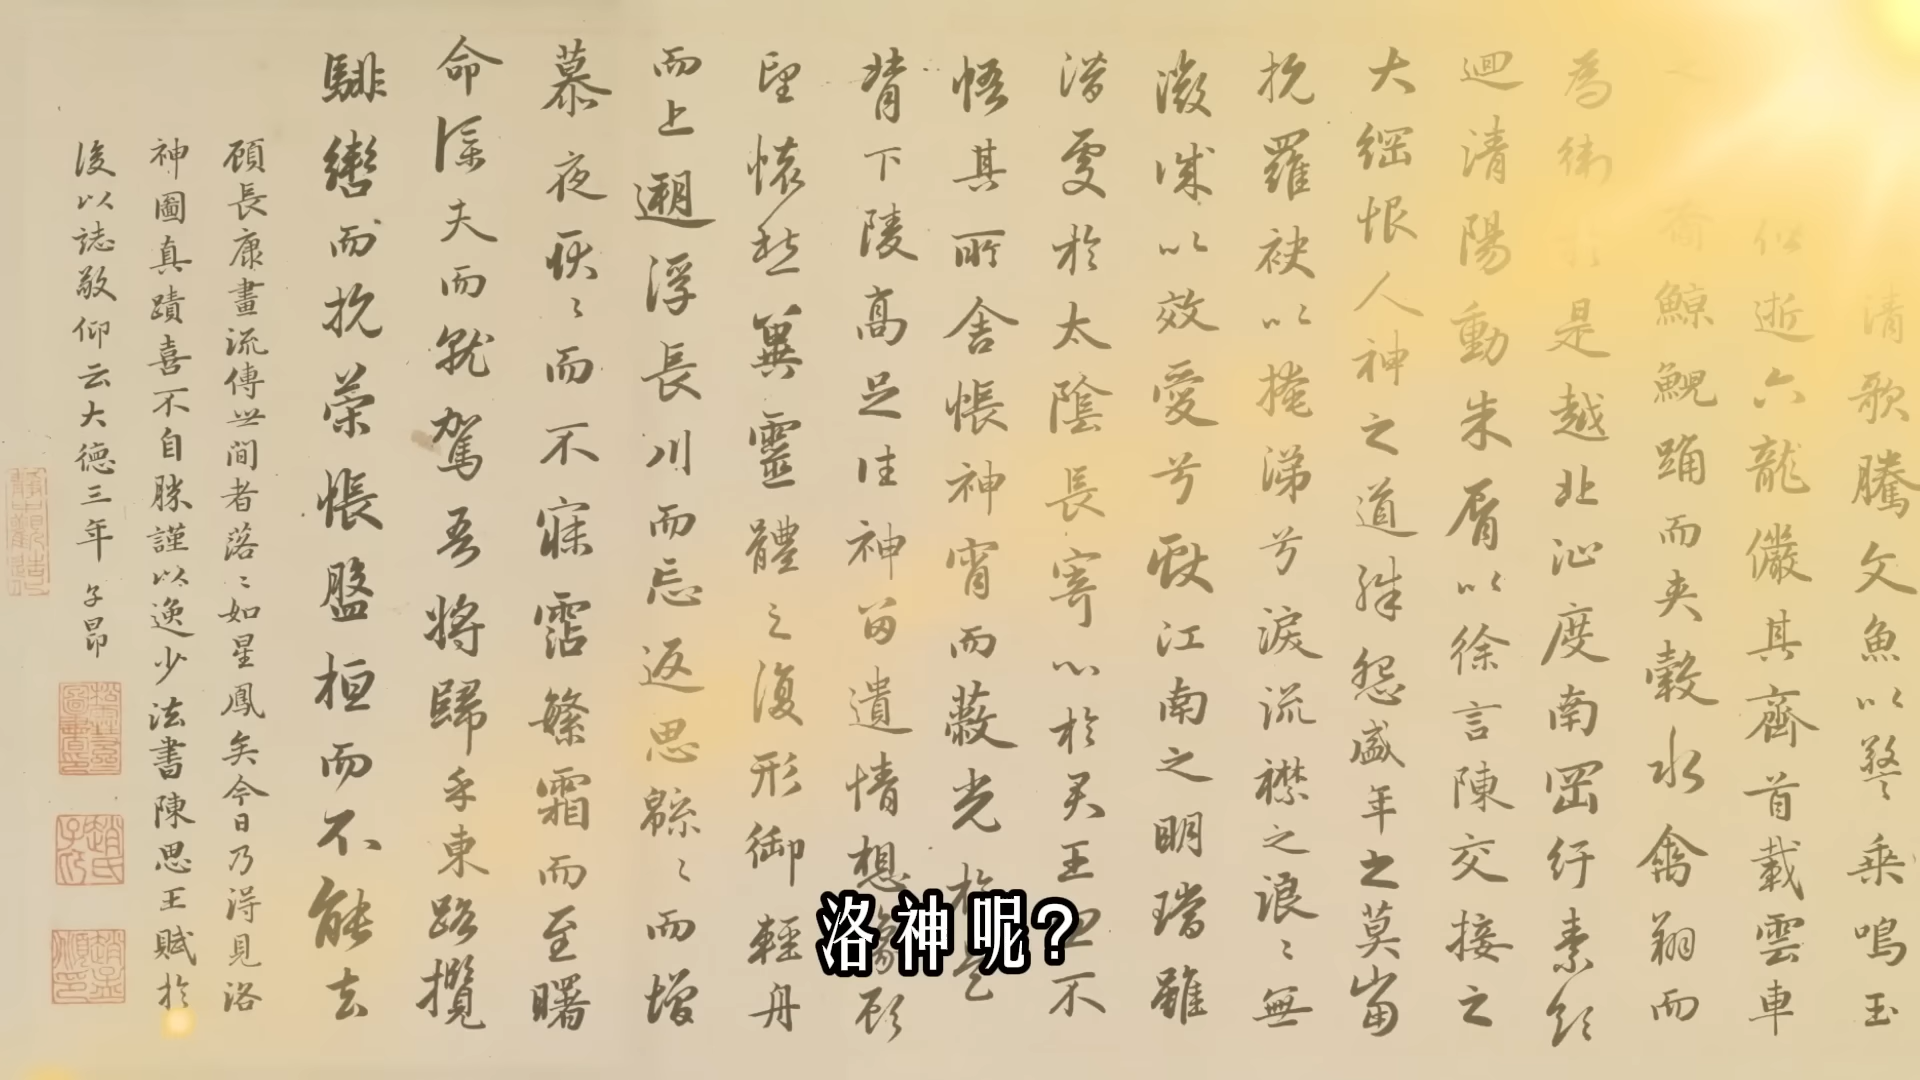 清歌騰文魚以警乘鳴玉
逝六龍儼其齊首載雲車
鯨鯢踊而夾轂水禽翔而
為衛於是越北沚度南岡紆素領
迴清陽動朱脣以徐言陳交接之
大綱恨人神之道殊怨盛年之莫當
抗羅袂以掩涕兮淚流襟之浪〻無
微誠以效愛兮獻江南之明璫雖
潛處於太陰長寄心於君王不
悟其所舍悵神宵而蔽光於是
背下陵高足往神留遺情想像顧
望懷愁冀靈體之復形御輕舟
而上遡浮長川而忘返思緜〻而增
慕夜耿〻而不寐霑繁霜而至曙
命僕夫而就駕吾將歸乎東路攬
騑轡而抗策悵盤桓而不能去
顧長康畫流傳世間者落〻如星鳳矣今日乃得見洛
神圖真蹟喜不自勝謹以逸少法書陳思王賦於
後以誌敬仰云大德三年子昂
洛神呢?